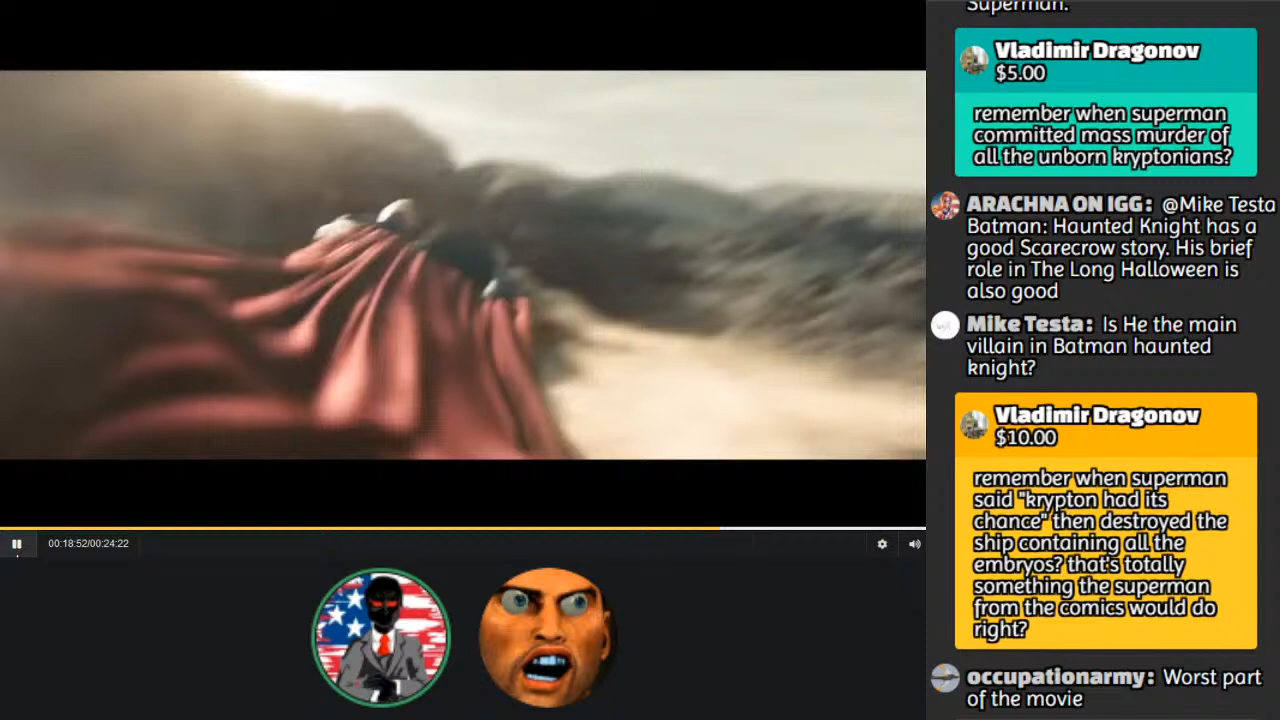 Superman.
Vladimir Dragonov
$5.00
remember when superman
committed mass murder of
all the unborn kryptonians?
ARACHNA ON IGG: @Mike Testa
Batman: Haunted Knight has a
good Scarecrow story. His brief
role in The Long Halloween is
also good
Mike Testa: Is He the main
villain in Batman haunted
knight?
Vladimir Dragonov
$10.00
remember when superman
said "krypton had its
chance" then destroyed the
ship containing all the
embryos? that's totally
something the superman
from the comics would do
right?
occupationarmy: Worst part
of the movie
00:18:52/00:24:22